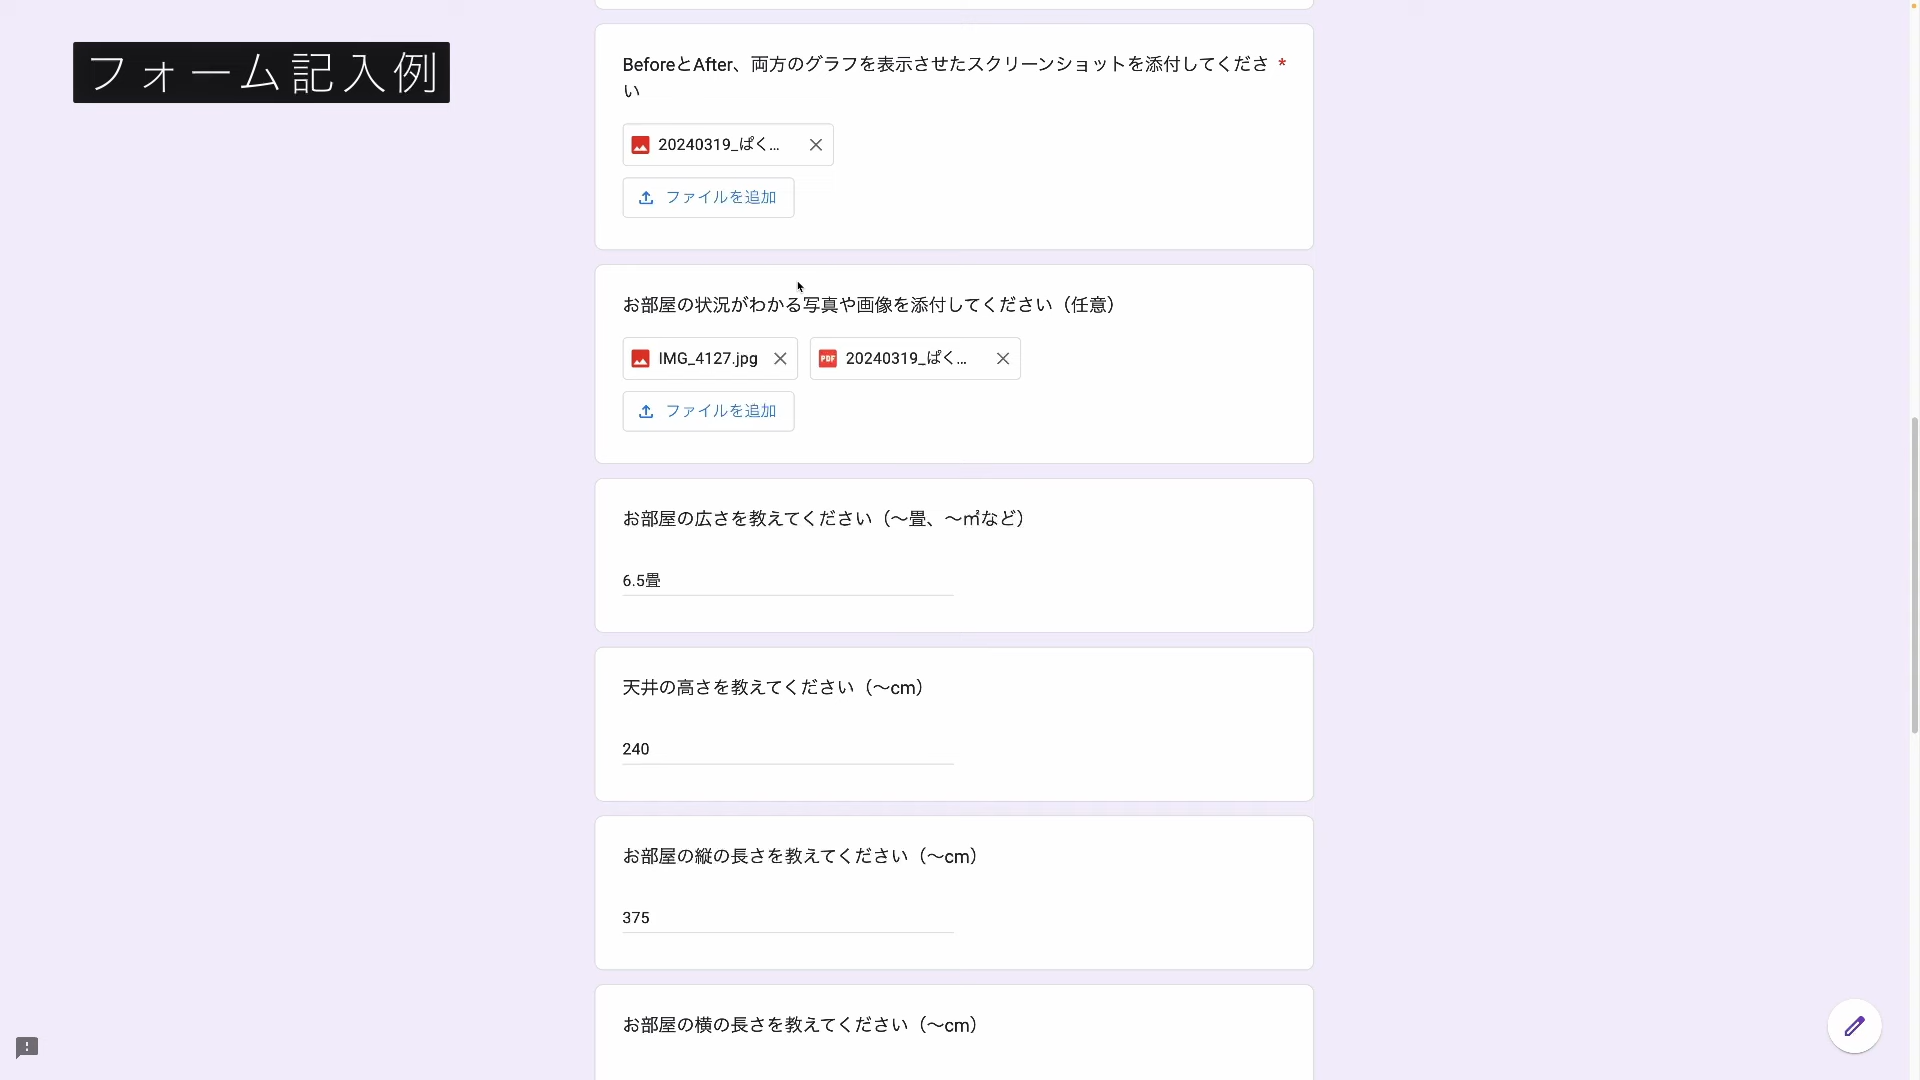 フォーム記入例
BeforeとAfter、両方のグラフを表示させたスクリーンショットを添付してくださ *
い
20240319_ぱく...
ファイルを追加
お部屋の状況がわかる写真や画像を添付してください（任意）
IMG_4127.jpg
PDF 20240319_ぱく...
ファイルを追加
お部屋の広さを教えてください（〜畳、〜㎡など）
6.5畳
天井の高さを教えてください（〜cm）
240
お部屋の縦の長さを教えてください（〜cm）
375
お部屋の横の長さを教えてください（〜cm）